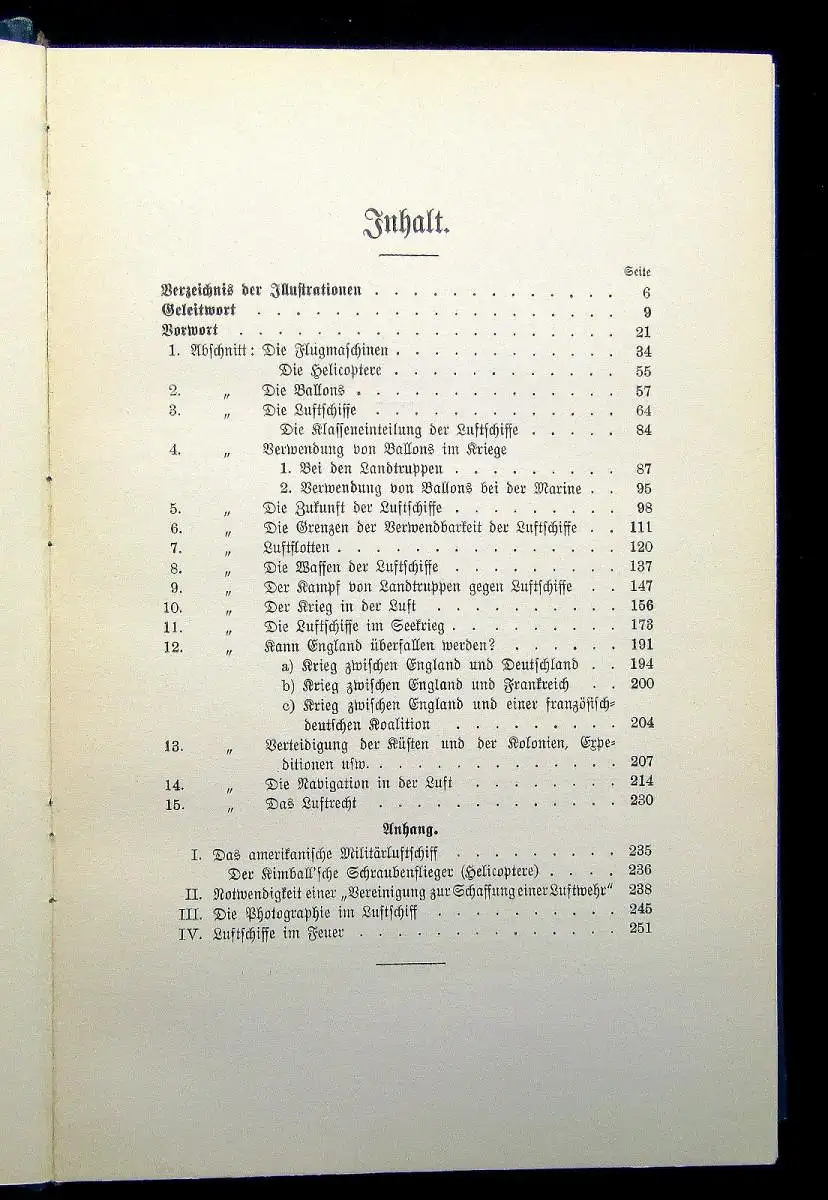 Inhalt.
Seite
Verzeichnis der Illustrationen . . . . . . . . . . . . . 6
Geleitwort . . . . . . . . . . . . . . . . . . 9
Vorwort . . . . . . . . . . . . . . . . . . . 21
1. Abschnitt: Die Flugmaschinen . . . . . . . . . . . . 34
Die Helicoptere . . . . . . . . . . . . 55
2. „ Die Ballons . . . . . . . . . . . . . . 57
3. „ Die Luftschiffe . . . . . . . . . . . . . 64
Die Klasseneinteilung der Luftschiffe . . . . . 84
4. „ Verwendung von Ballons im Kriege
1. Bei den Landtruppen . . . . . . . . . 87
2. Verwendung von Ballons bei der Marine . . 95
5. „ Die Zukunft der Luftschiffe . . . . . . . . . 98
6. „ Die Grenzen der Verwendbarkeit der Luftschiffe . . 111
7. „ Luftflotten . . . . . . . . . . . . . . . 120
8. „ Die Waffen der Luftschiffe . . . . . . . . . 137
9. „ Der Kampf von Landtruppen gegen Luftschiffe . . 147
10. „ Der Krieg in der Luft . . . . . . . . . . 156
11. „ Die Luftschiffe im Seekrieg . . . . . . . . . 173
12. „ Kann England überfallen werden? . . . . . . 191
a) Krieg zwischen England und Deutschland . . 194
b) Krieg zwischen England und Frankreich . . 200
c) Krieg zwischen England und einer französisch-
deutschen Koalition . . . . . . . . . 204
13. „ Verteidigung der Küsten und der Kolonien, Expe-
ditionen usw. . . . . . . . . . . . . . 207
14. „ Die Navigation in der Luft . . . . . . . . 214
15. „ Das Luftrecht . . . . . . . . . . . . . 230
Anhang.
I. Das amerikanische Militärluftschiff . . . . . . . . . 235
Der Kimball'sche Schraubenflieger (Helicoptere) . . . . 236
II. Notwendigkeit einer „Vereinigung zur Schaffung einer Luftwehr“ 238
III. Die Photographie im Luftschiff . . . . . . . . . . 245
IV. Luftschiffe im Feuer . . . . . . . . . . . . . 251